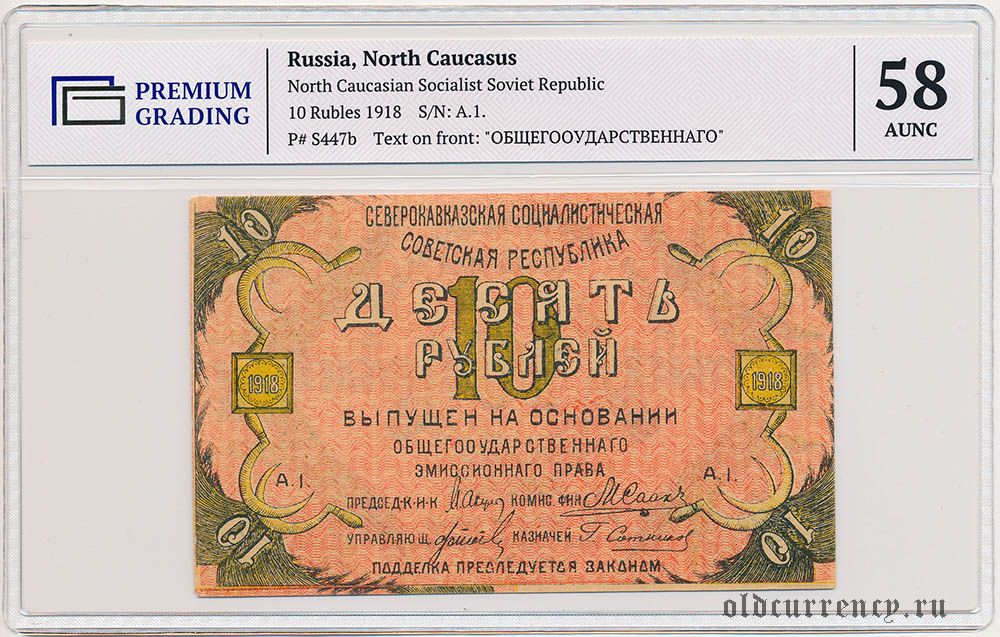 PREMIUM
GRADING
Russia, North Caucasus
North Caucasian Socialist Soviet Republic
10 Rubles 1918 S/N: A.1.
P# S447b Text on front: "ОБЩЕГООУДАРСТВЕННАГО"
58
AUNC
10
10
СЕВЕРОКАВКАЗСКАЯ СОЦИАЛИСТИЧЕСКАЯ
СОВЕТСКАЯ РЕСПУБЛИКА
10
ДЕСЯТЬ
РУБЛЕЙ
1918
1918
ВЫПУЩЕН НА ОСНОВАНИИ
ОБЩЕГООУДАРСТВЕННАГО
ЭМИССИОННАГО ПРАВА
А.1.
А.1.
ПРЕДСЕД-К-И-К КОМИС. ФИН
УПРАВЛЯЮЩ. КАЗНАЧЕЙ
ПОДДЕЛКА ПРЕСЛЕДУЕТСЯ ЗАКОНОМ.
10
10
oldcurrency.ru